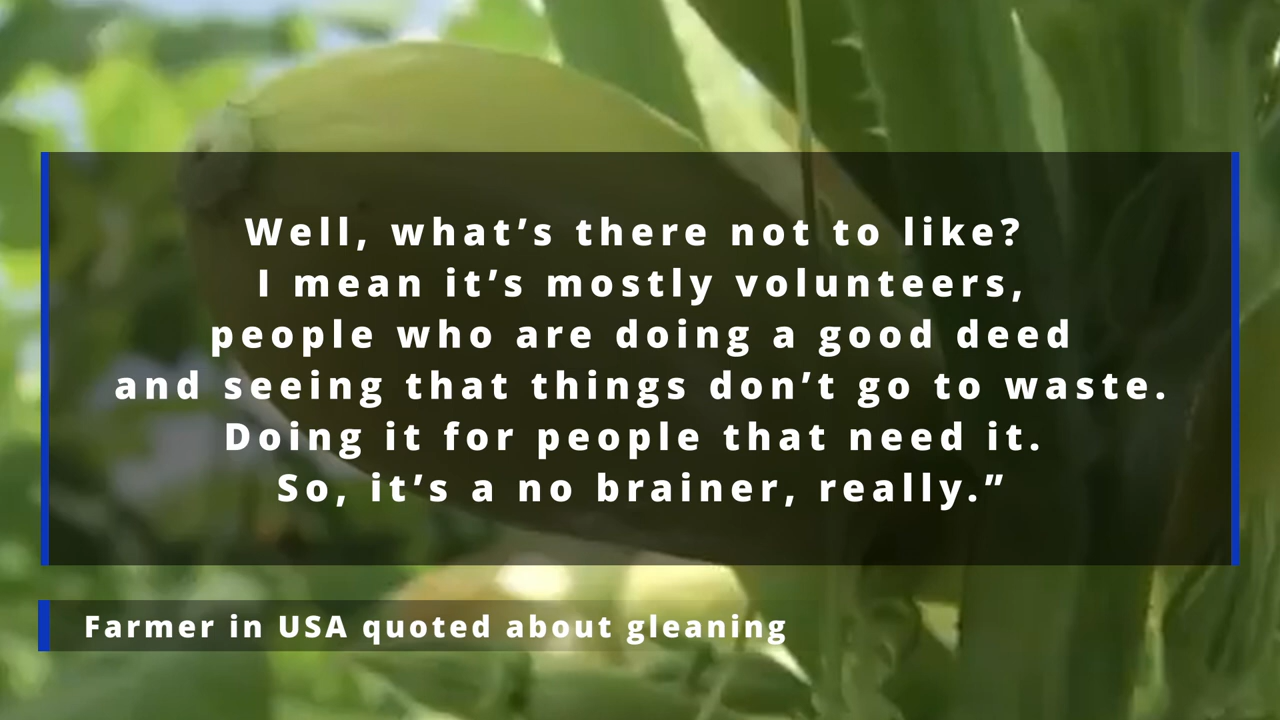 Well, what’s there not to like?
I mean it’s mostly volunteers,
people who are doing a good deed
and seeing that things don’t go to waste.
Doing it for people that need it.
So, it’s a no brainer, really.”
Farmer in USA quoted about gleaning